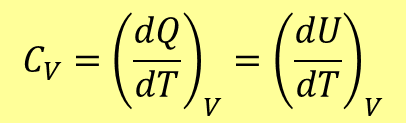 C_V = (dQ/dT)_V = (dU/dT)_V